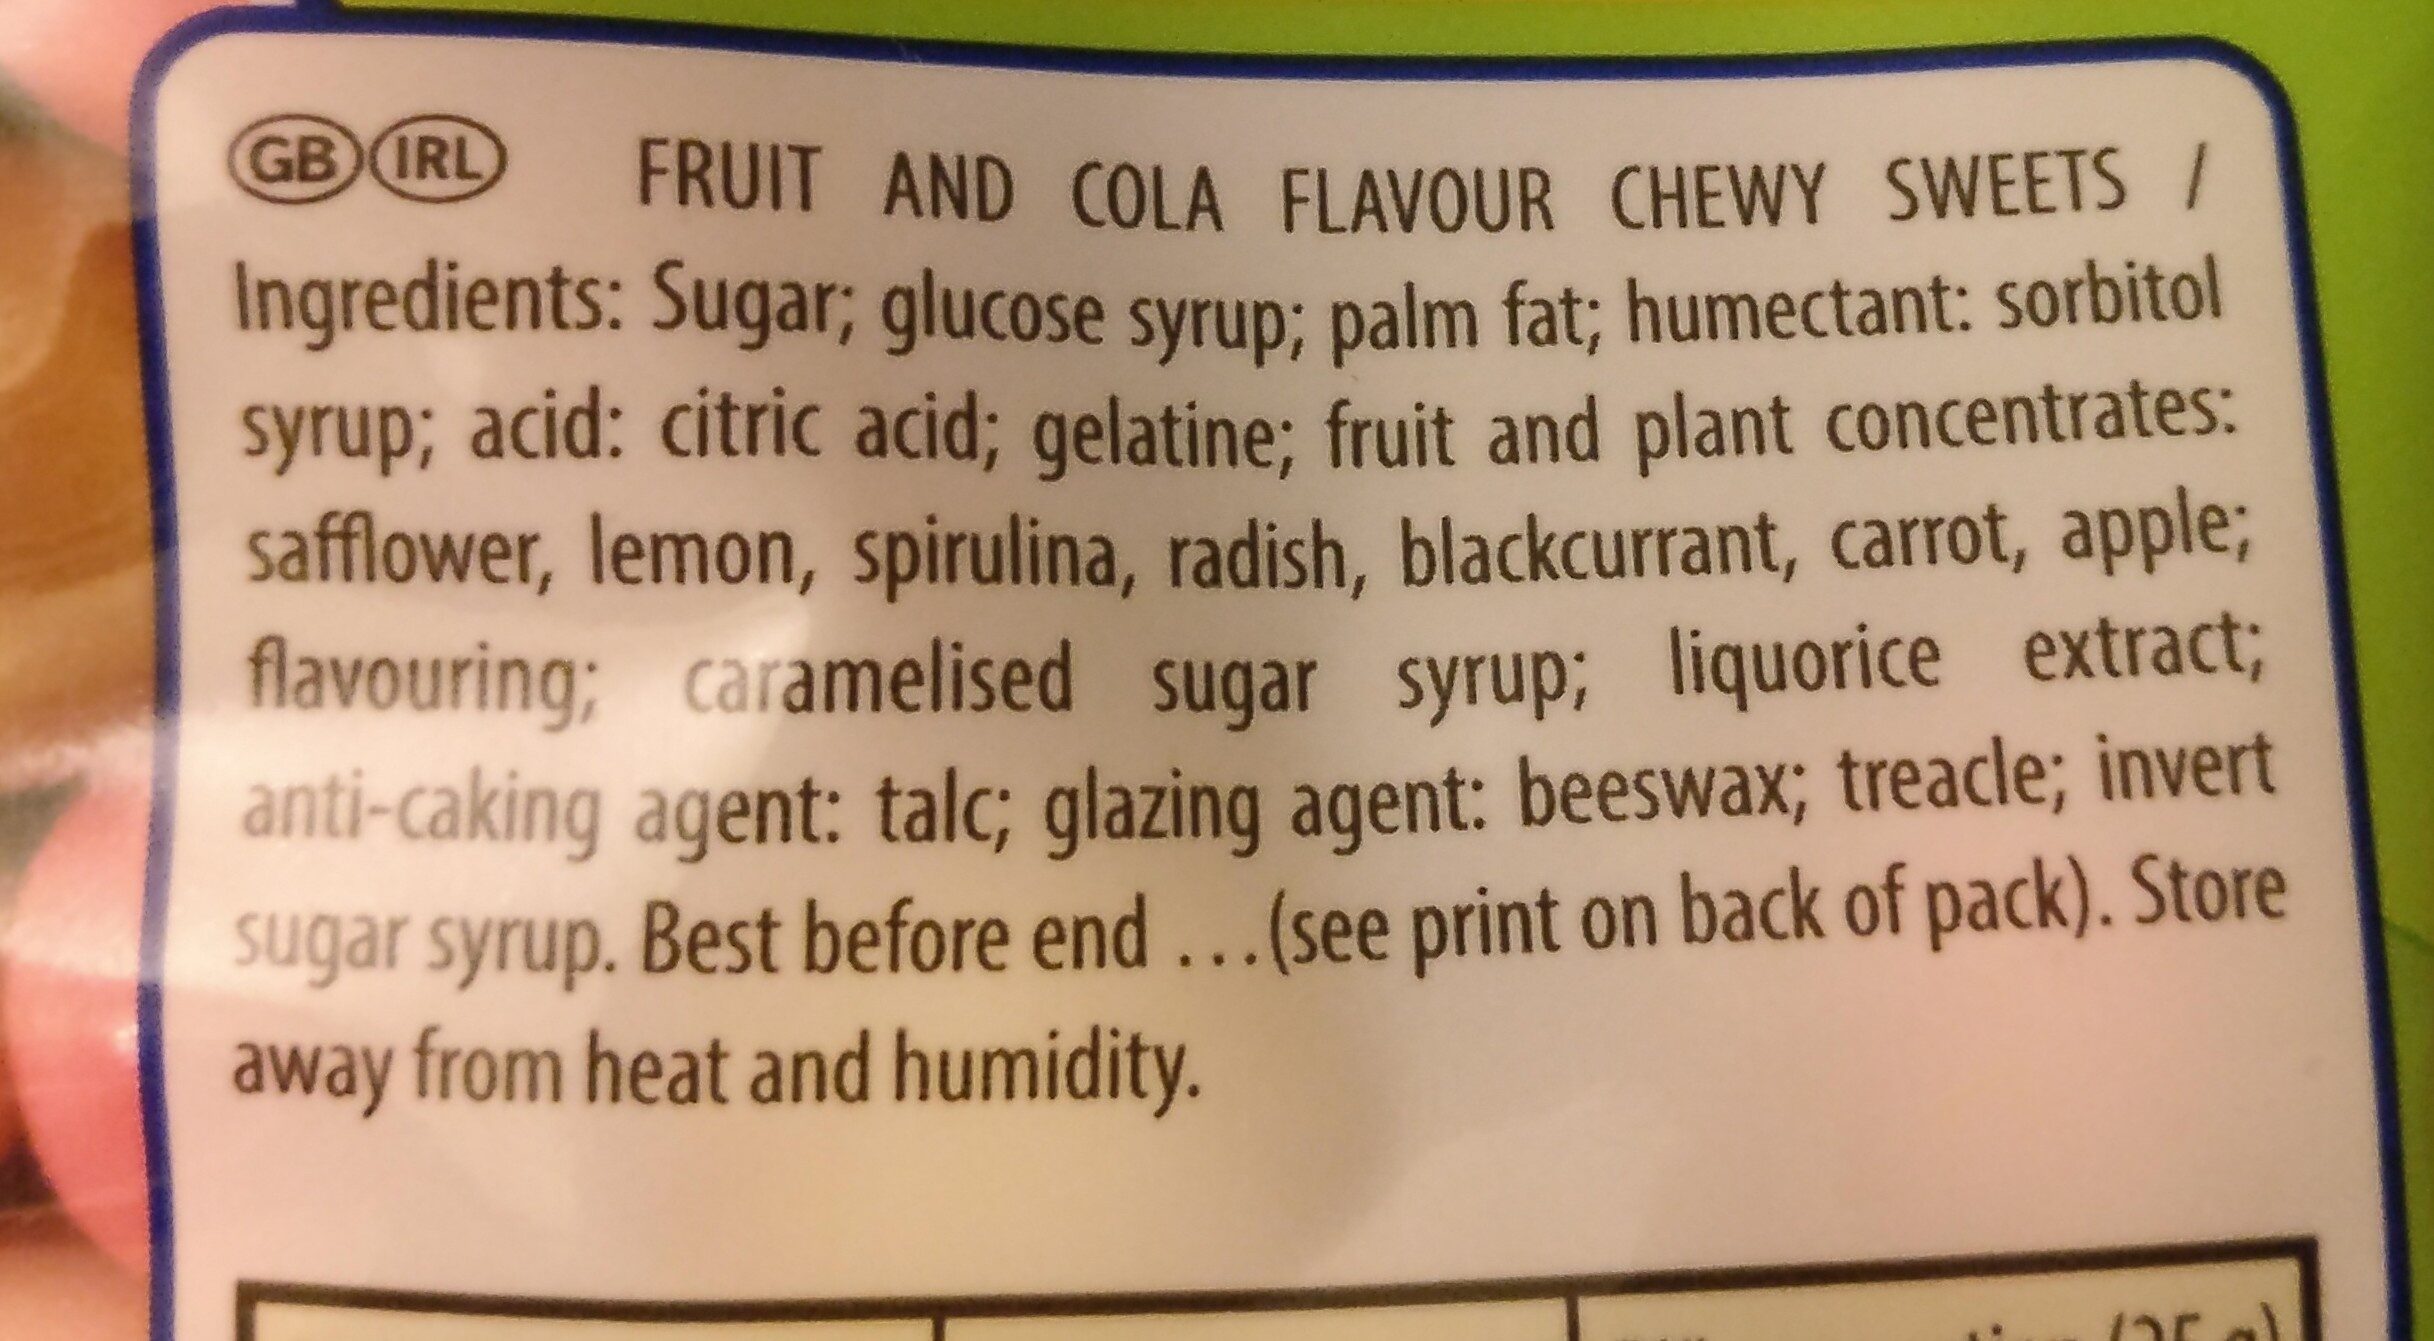 GB IRL FRUIT AND COLA FLAVOUR CHEWY SWEETS /
Ingredients: Sugar; glucose syrup; palm fat; humectant: sorbitol
syrup; acid: citric acid; gelatine; fruit and plant concentrates:
safflower, lemon, spirulina, radish, blackcurrant, carrot, apple;
flavouring; caramelised sugar syrup; liquorice extract;
anti-caking agent: talc; glazing agent: beeswax; treacle; invert
sugar syrup. Best before end ...(see print on back of pack). Store
away from heat and humidity.
(25 g)